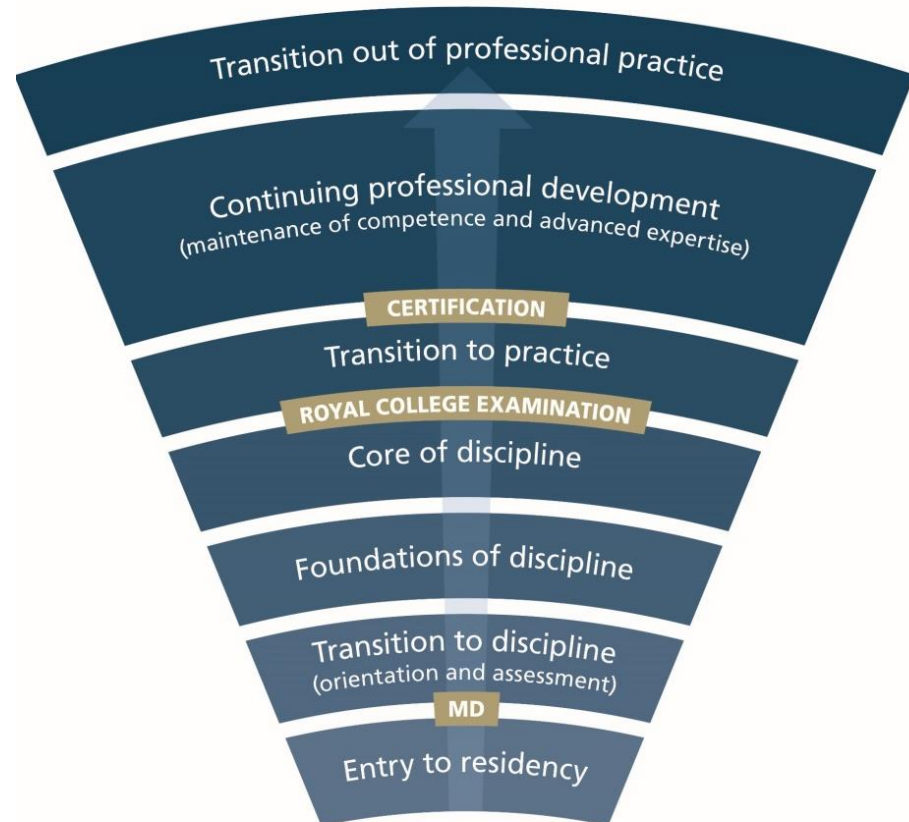 Transition out of professional practice
Continuing professional development
(maintenance of competence and advanced expertise)
CERTIFICATION
Transition to practice
ROYAL COLLEGE EXAMINATION
Core of discipline
Foundations of discipline
Transition to discipline
(orientation and assessment)
MD
Entry to residency